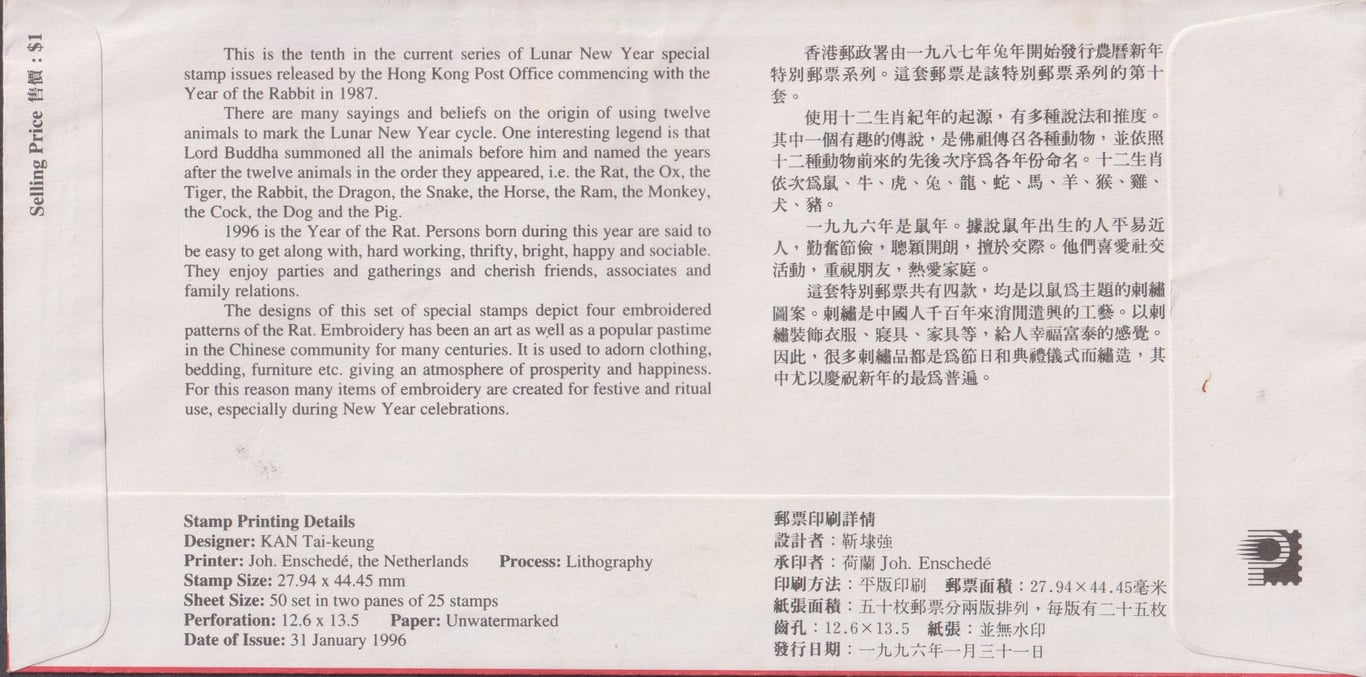 Selling Price 售價：$1
This is the tenth in the current series of Lunar New Year special
stamp issues released by the Hong Kong Post Office commencing with the
Year of the Rabbit in 1987.
There are many sayings and beliefs on the origin of using twelve
animals to mark the Lunar New Year cycle. One interesting legend is that
Lord Buddha summoned all the animals before him and named the years
after the twelve animals in the order they appeared, i.e. the Rat, the Ox, the
Tiger, the Rabbit, the Dragon, the Snake, the Horse, the Ram, the Monkey,
the Cock, the Dog and the Pig.
1996 is the Year of the Rat. Persons born during this year are said to
be easy to get along with, hard working, thrifty, bright, happy and sociable.
They enjoy parties and gatherings and cherish friends, associates and
family relations.
The designs of this set of special stamps depict four embroidered
patterns of the Rat. Embroidery has been an art as well as a popular pastime
in the Chinese community for many centuries. It is used to adorn clothing,
bedding, furniture etc. giving an atmosphere of prosperity and happiness.
For this reason many items of embroidery are created for festive and ritual
use, especially during New Year celebrations.
香港郵政署由一九八七年兔年開始發行農曆新年
特別郵票系列。這套郵票是該特別郵票系列的第十
套。
使用十二生肖紀年的起源，有多種說法和推度。
其中一個有趣的傳說，是佛祖傳召各種動物，並依照
十二種動物前來的先後次序爲各年份命名。十二生肖
依次爲鼠、牛、虎、兔、龍、蛇、馬、羊、猴、雞、
犬、豬。
一九九六年是鼠年。據說鼠年出生的人平易近
人，勤奮節儉，聰穎開朗，擅於交際。他們喜愛社交
活動，重視朋友，熱愛家庭。
這套特別郵票共有四款，均是以鼠爲主題的刺繡
圖案。刺繡是中國人千百年來消閒遣興的工藝。以刺
繡裝飾衣服、寢具、家具等，給人幸福富泰的感覺。
因此，很多刺繡品都是爲節日和典禮儀式而繡造，其
中尤以慶祝新年的最爲普遍。
Stamp Printing Details
Designer: KAN Tai-keung
Printer: Joh. Enschedé, the Netherlands Process: Lithography
Stamp Size: 27.94 x 44.45 mm
Sheet Size: 50 set in two panes of 25 stamps
Perforation: 12.6 x 13.5 Paper: Unwatermarked
Date of Issue: 31 January 1996
郵票印刷詳情
設計者：靳埭強
承印者：荷蘭 Joh. Enschedé
印刷方法：平版印刷 郵票面積：27.94×44.45毫米
紙張面積：五十枚郵票分兩版排列，每版有二十五枚
齒孔：12.6×13.5 紙張：並無水印
發行日期：一九九六年一月三十一日